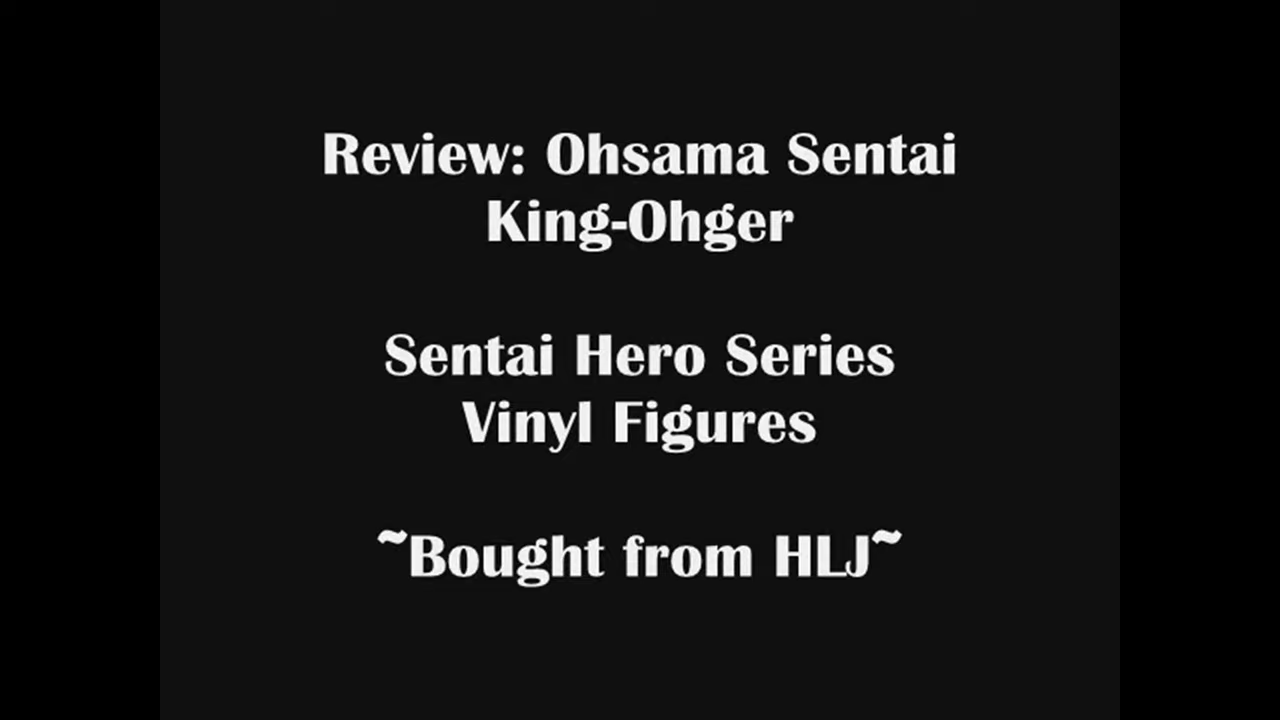 Review: Ohsama Sentai
King-Ohger
Sentai Hero Series
Vinyl Figures
~Bought from HLJ~